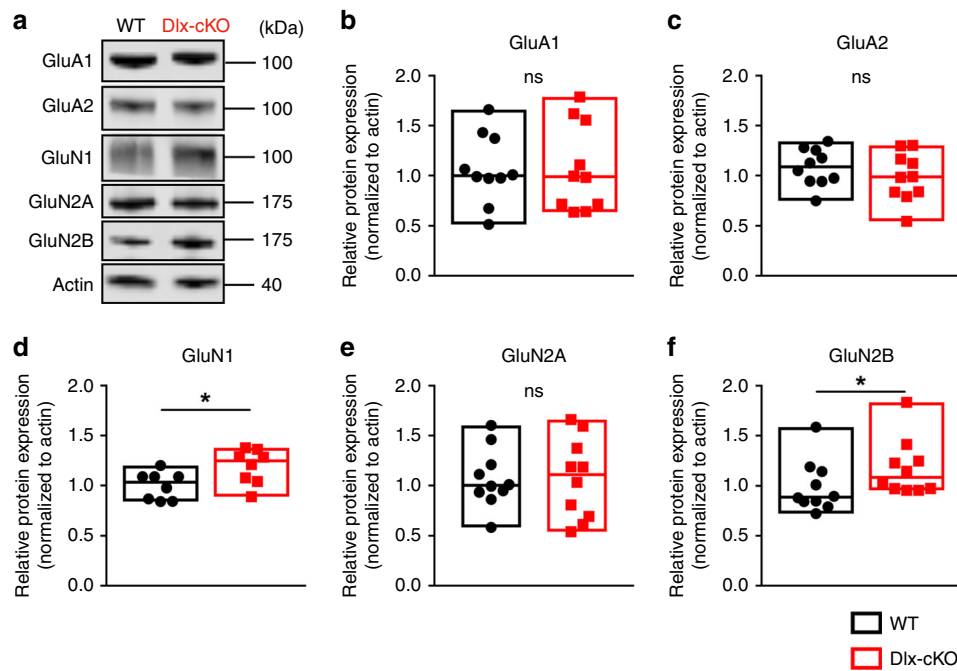 a
WT Dlx-cKO (kDa)
GluA1 100
GluA2 100
GluN1 100
GluN2A 175
GluN2B 175
Actin 40
b
GluA1
Relative protein expression
(normalized to actin)
2.0
1.5
1.0
0.5
0.0
ns
c
GluA2
Relative protein expression
(normalized to actin)
2.0
1.5
1.0
0.5
0.0
ns
d
GluN1
Relative protein expression
(normalized to actin)
2.0
1.5
1.0
0.5
0.0
*
e
GluN2A
Relative protein expression
(normalized to actin)
2.0
1.5
1.0
0.5
0.0
ns
f
GluN2B
Relative protein expression
(normalized to actin)
2.0
1.5
1.0
0.5
0.0
*
WT
Dlx-cKO